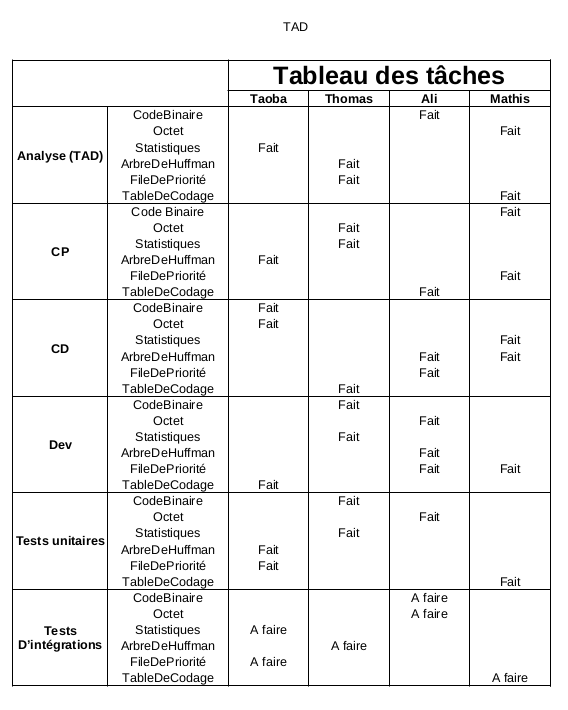 TAD
Tableau des tâches
Taoba Thomas Ali Mathis
Analyse (TAD)
CodeBinaire Fait
Octet Fait
Statistiques Fait
ArbreDeHuffman Fait
FileDePriorité Fait
TableDeCodage Fait
CP
Code Binaire Fait
Octet Fait
Statistiques Fait
ArbreDeHuffman Fait
FileDePriorité Fait
TableDeCodage Fait
CD
CodeBinaire Fait
Octet Fait
Statistiques Fait
ArbreDeHuffman Fait Fait
FileDePriorité Fait
TableDeCodage Fait
Dev
CodeBinaire Fait
Octet Fait
Statistiques Fait
ArbreDeHuffman Fait
FileDePriorité Fait Fait
TableDeCodage Fait
Tests unitaires
CodeBinaire Fait
Octet Fait
Statistiques Fait
ArbreDeHuffman Fait
FileDePriorité Fait
TableDeCodage Fait
Tests
D'intégrations
CodeBinaire A faire
Octet A faire
Statistiques A faire
ArbreDeHuffman A faire
FileDePriorité A faire
TableDeCodage A faire